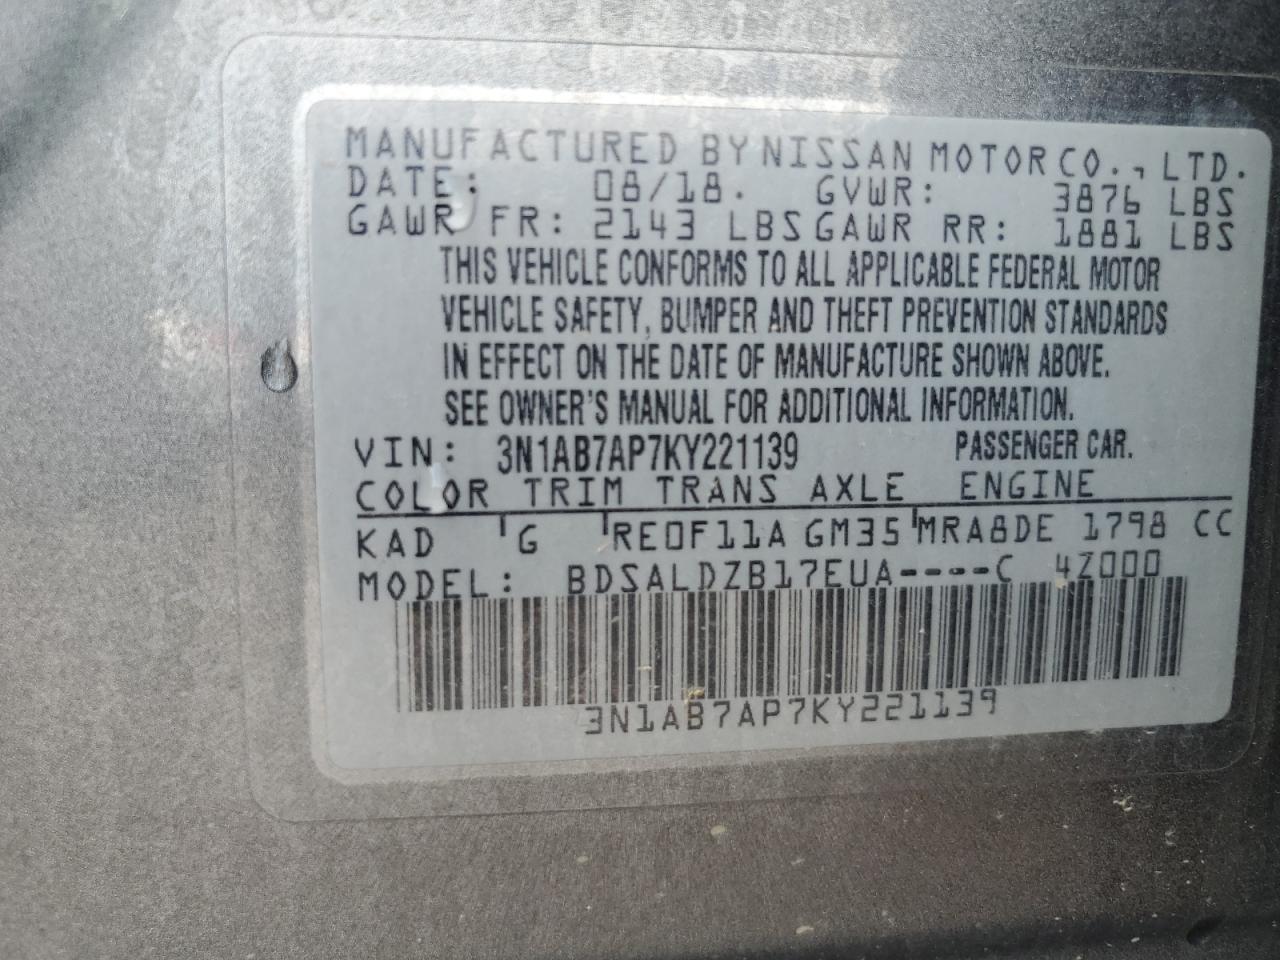 MANUFACTURED BY NISSAN MOTOR CO., LTD.
DATE: 08/18. GVWR: 3876 LBS
GAWR FR: 2143 LBS GAWR RR: 1881 LBS
THIS VEHICLE CONFORMS TO ALL APPLICABLE FEDERAL MOTOR
VEHICLE SAFETY, BUMPER AND THEFT PREVENTION STANDARDS
IN EFFECT ON THE DATE OF MANUFACTURE SHOWN ABOVE.
SEE OWNER'S MANUAL FOR ADDITIONAL INFORMATION.
VIN: 3N1AB7AP7KY221139 PASSENGER CAR.
COLOR TRIM TRANS AXLE ENGINE
KAD G RE0F11A GM35 MRA8DE 1798 CC
MODEL: BDSALDZB17EUA----C 4Z000
3N1AB7AP7KY221139